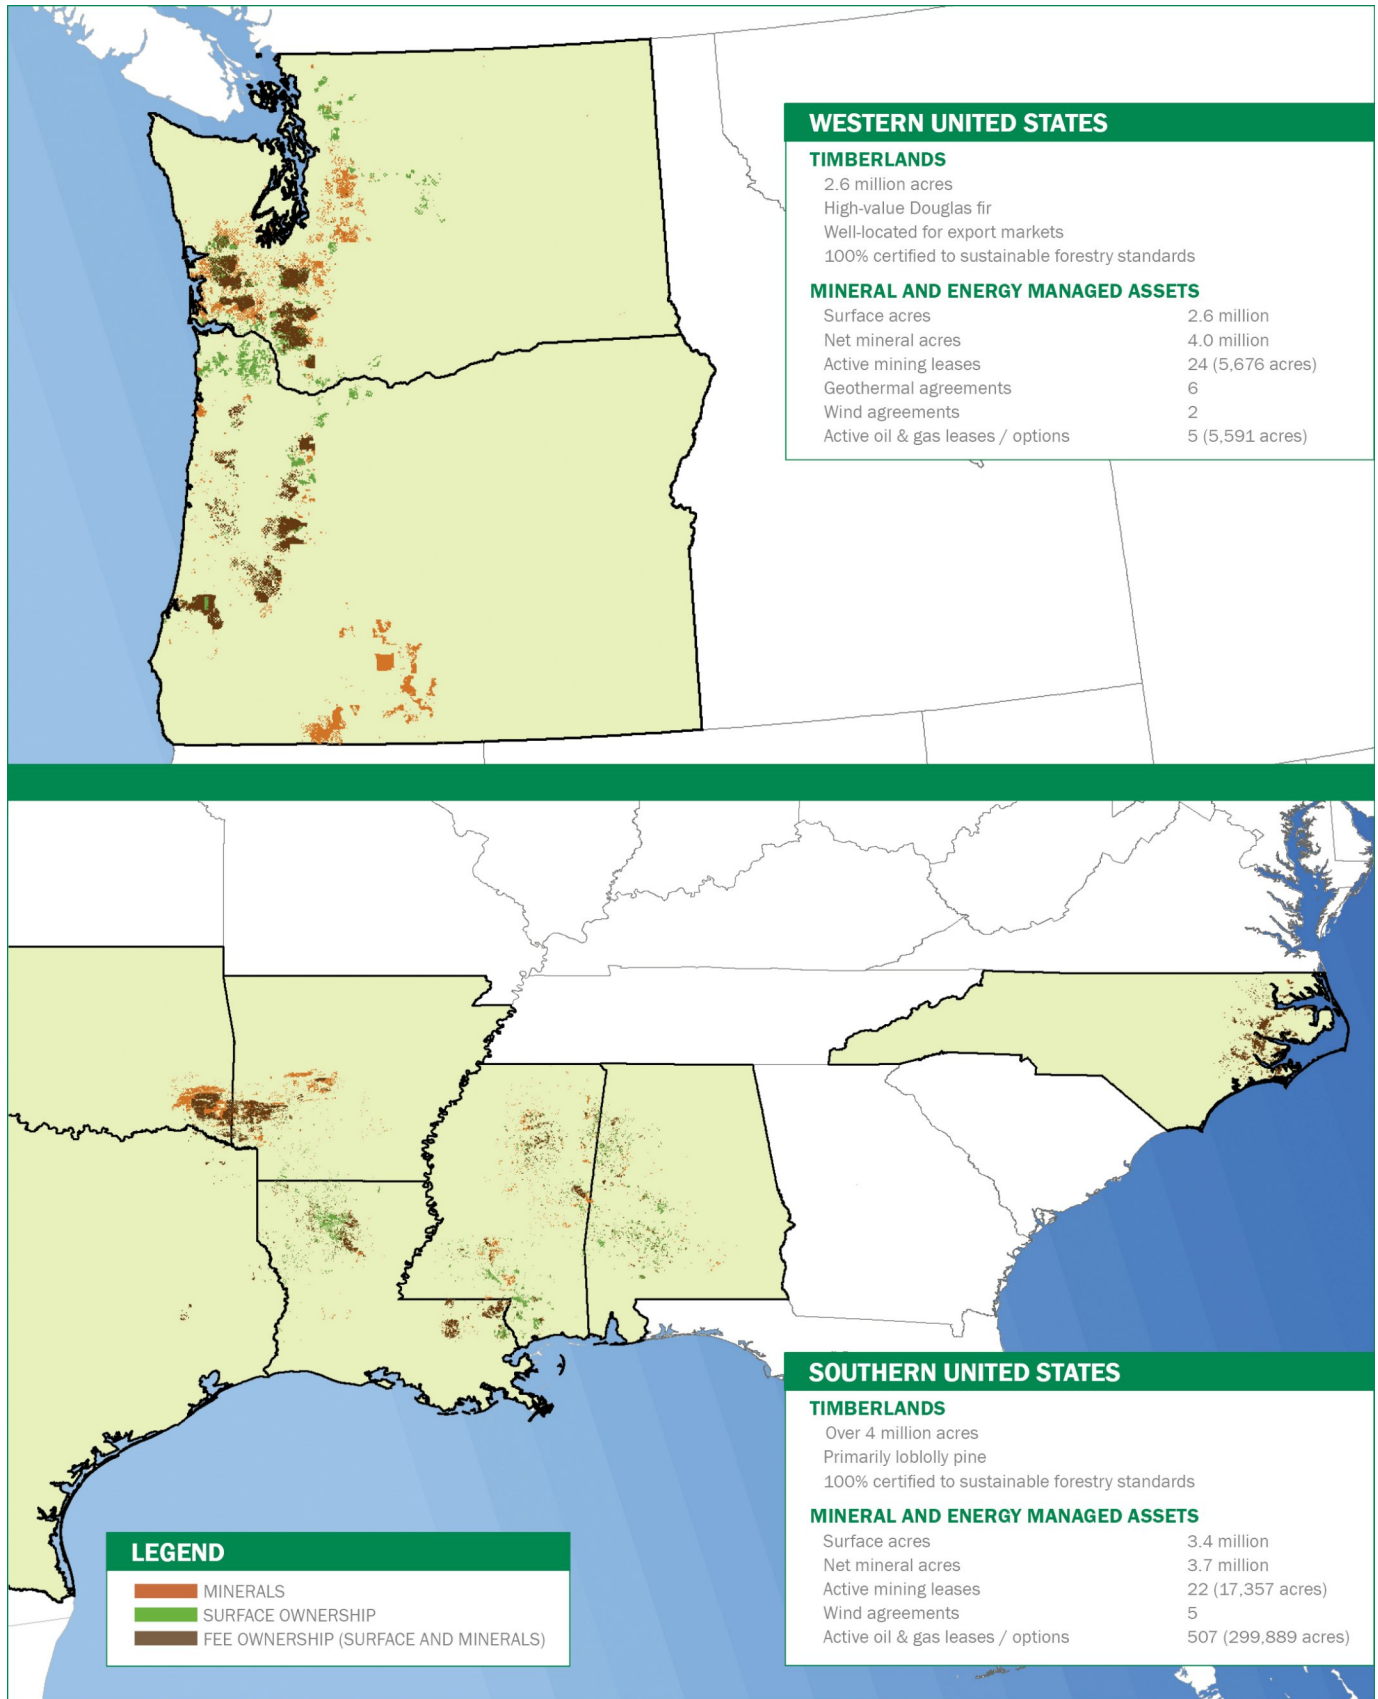 WESTERN UNITED STATES
TIMBERLANDS
2.6 million acres
High-value Douglas fir
Well-located for export markets
100% certified to sustainable forestry standards
MINERAL AND ENERGY MANAGED ASSETS
Surface acres 2.6 million
Net mineral acres 4.0 million
Active mining leases 24 (5,676 acres)
Geothermal agreements 6
Wind agreements 2
Active oil & gas leases / options 5 (5,591 acres)
SOUTHERN UNITED STATES
TIMBERLANDS
Over 4 million acres
Primarily loblolly pine
100% certified to sustainable forestry standards
MINERAL AND ENERGY MANAGED ASSETS
Surface acres 3.4 million
Net mineral acres 3.7 million
Active mining leases 22 (17,357 acres)
Wind agreements 5
Active oil & gas leases / options 507 (299,889 acres)
LEGEND
MINERALS
SURFACE OWNERSHIP
FEE OWNERSHIP (SURFACE AND MINERALS)